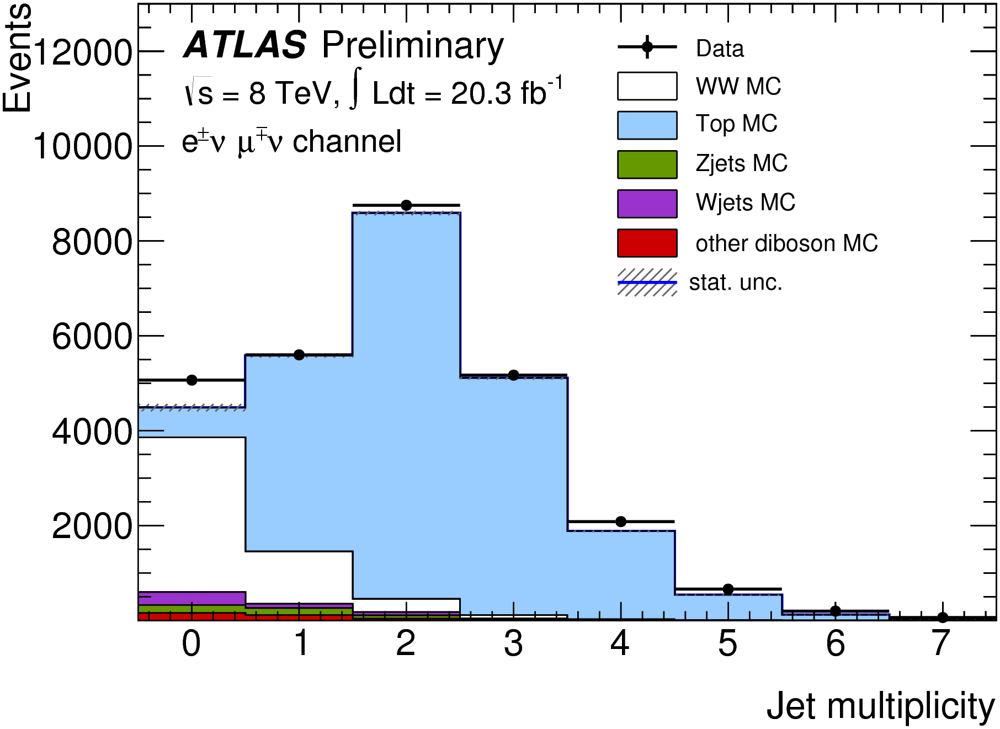 Events
12000
10000
8000
6000
4000
2000
ATLAS Preliminary
√s = 8 TeV, ∫ Ldt = 20.3 fb⁻¹
e±ν μ∓ν channel
Data
WW MC
Top MC
Zjets MC
Wjets MC
other diboson MC
stat. unc.
0 1 2 3 4 5 6 7
Jet multiplicity